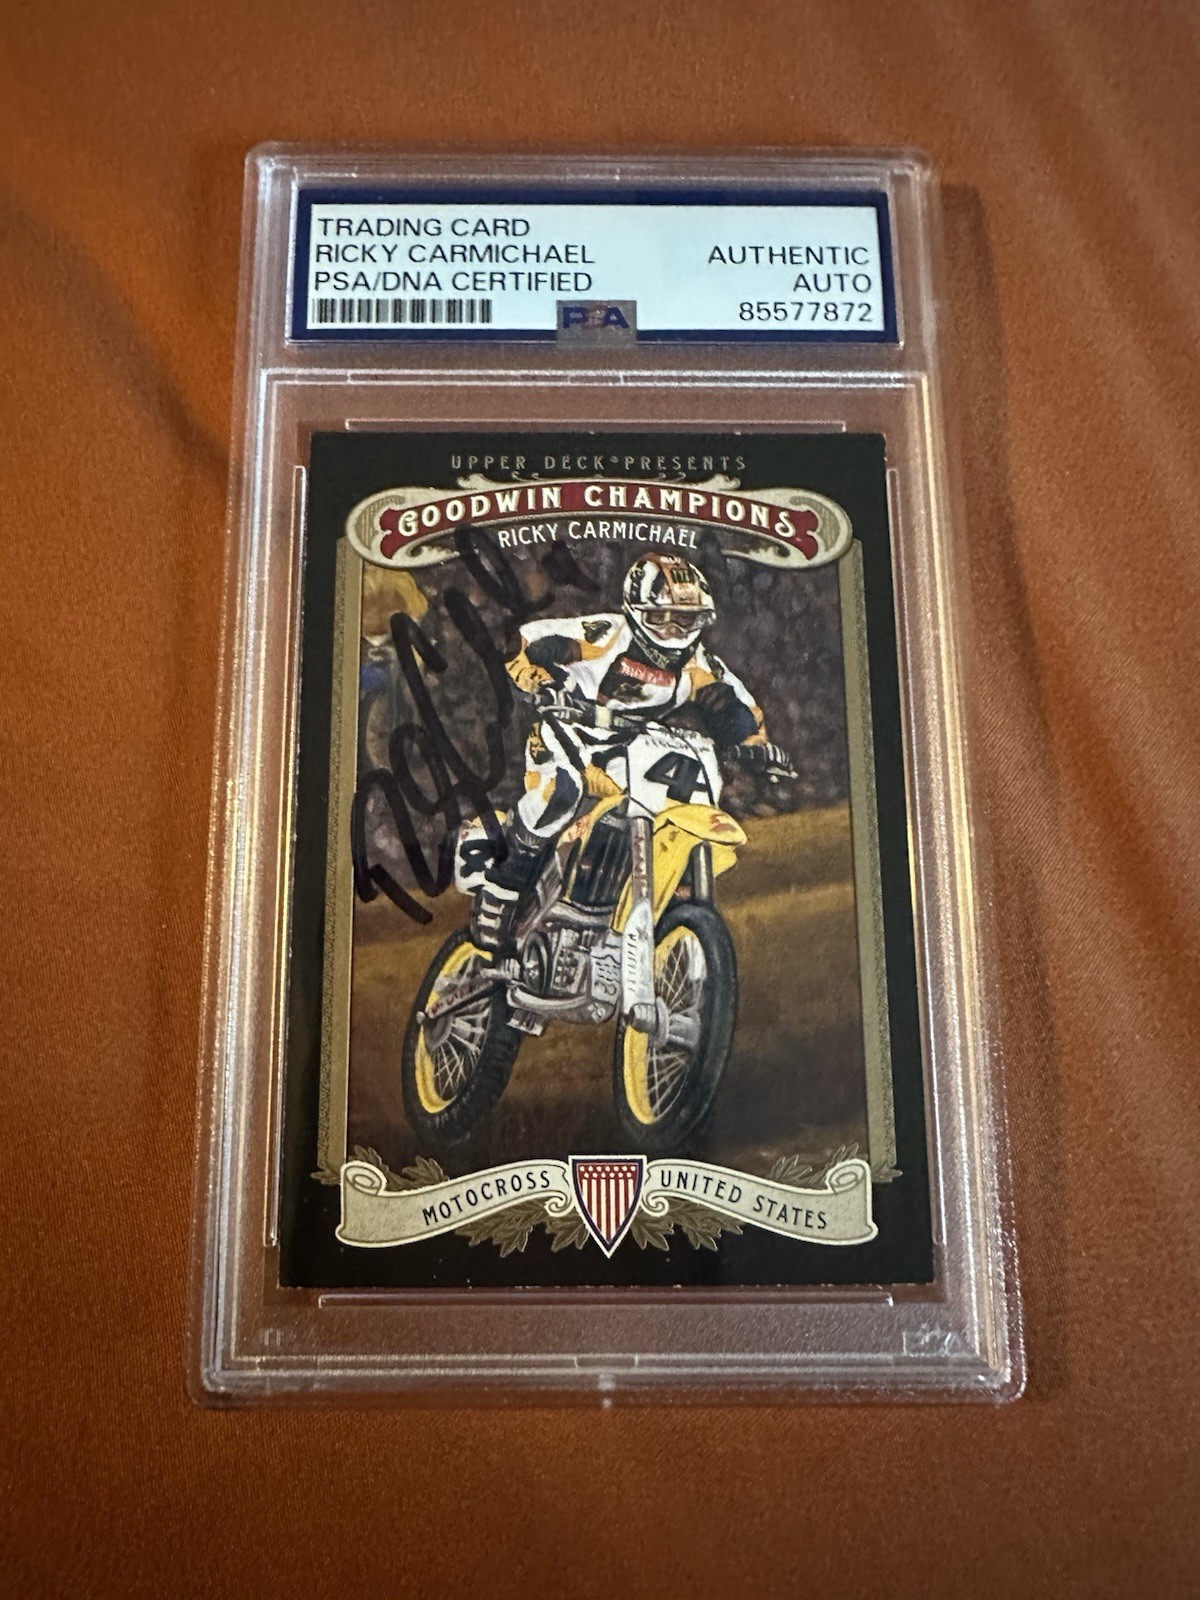 TRADING CARD
RICKY CARMICHAEL
PSA/DNA CERTIFIED
AUTHENTIC
AUTO
85577872
PSA
UPPER DECK PRESENTS
GOODWIN CHAMPIONS
RICKY CARMICHAEL
4
MOTOCROSS
UNITED STATES